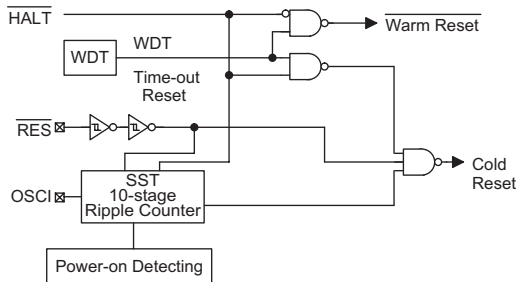 HALT
WDT
WDT
Warm Reset
Time-out
Reset
RES
Cold
Reset
OSCI
SST
10-stage
Ripple Counter
Power-on Detecting